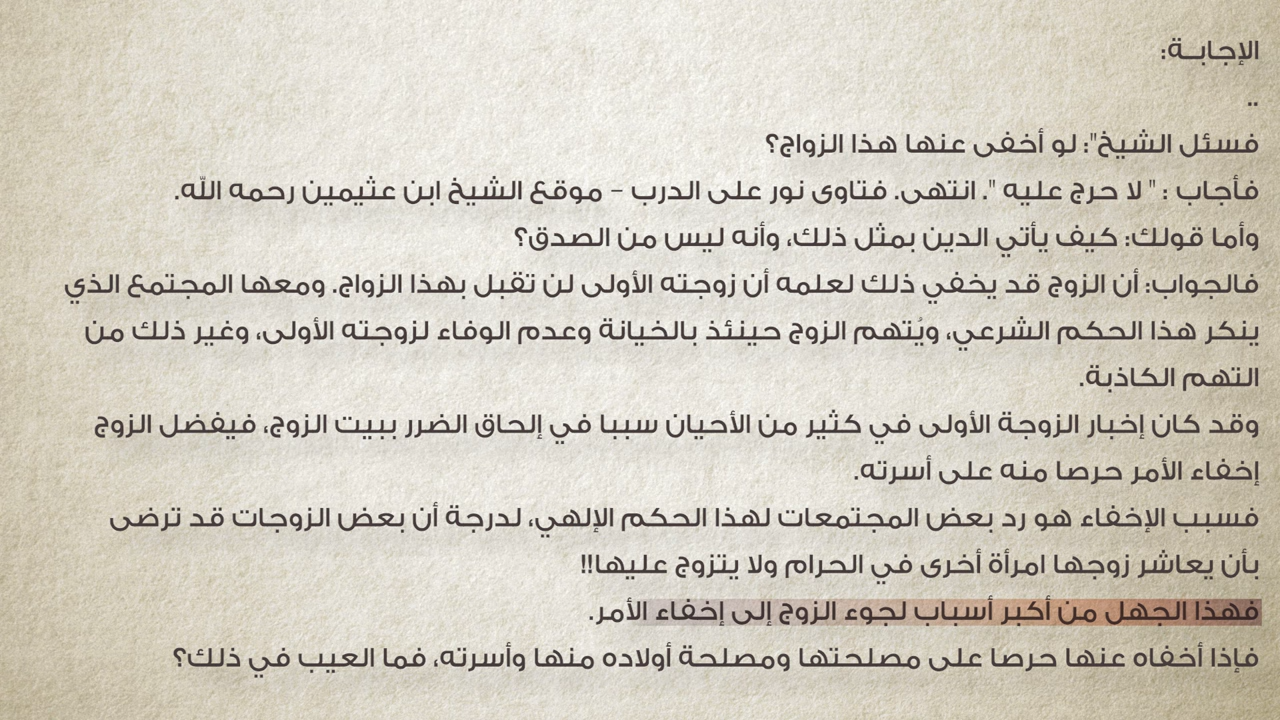 الإجابــة:
..
فسئل الشيخ": لو أخفى عنها هذا الزواج؟
فأجاب : " لا حرج عليه ". انتهى. فتاوى نور على الدرب – موقع الشيخ ابن عثيمين رحمه الله.
وأما قولك: كيف يأتي الدين بمثل ذلك، وأنه ليس من الصدق؟
فالجواب: أن الزوج قد يخفي ذلك لعلمه أن زوجته الأولى لن تقبل بهذا الزواج. ومعها المجتمع الذي
ينكر هذا الحكم الشرعي، ويُتهم الزوج حينئذ بالخيانة وعدم الوفاء لزوجته الأولى، وغير ذلك من
التهم الكاذبة.
وقد كان إخبار الزوجة الأولى في كثير من الأحيان سببا في إلحاق الضرر ببيت الزوج، فيفضل الزوج
إخفاء الأمر حرصا منه على أسرته.
فسبب الإخفاء هو رد بعض المجتمعات لهذا الحكم الإلهي، لدرجة أن بعض الزوجات قد ترضى
بأن يعاشر زوجها امرأة أخرى في الحرام ولا يتزوج عليها!!
فهذا الجهل من أكبر أسباب لجوء الزوج إلى إخفاء الأمر.
فإذا أخفاه عنها حرصا على مصلحتها ومصلحة أولاده منها وأسرته، فما العيب في ذلك؟